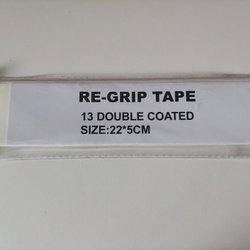 RE-GRIP TAPE
13 DOUBLE COATED
SIZE:22*5CM